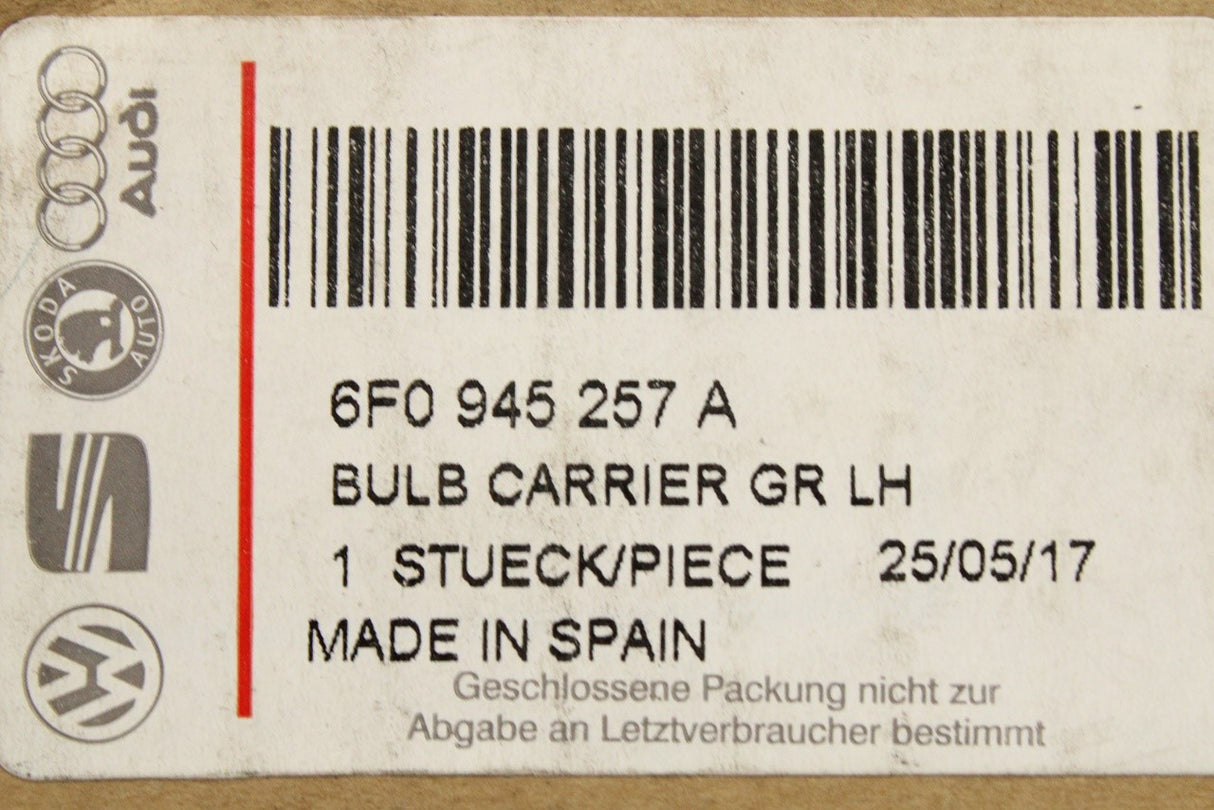 Audi
SKODA
AUTO
6F0 945 257 A
BULB CARRIER GR LH
1 STUECK/PIECE 25/05/17
MADE IN SPAIN
Geschlossene Packung nicht zur
Abgabe an Letztverbraucher bestimmt